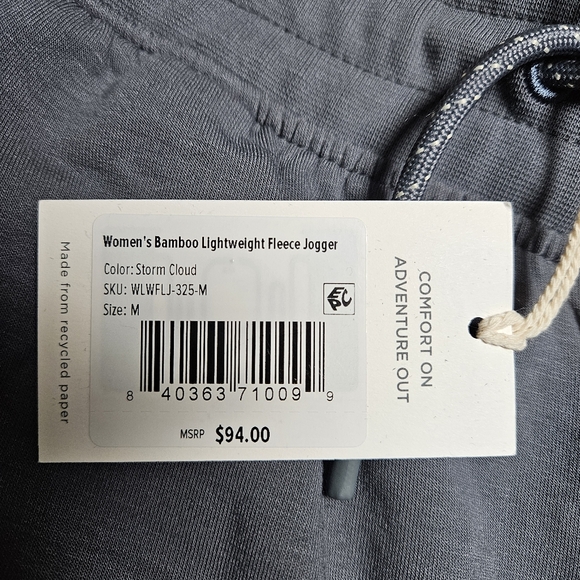 Made from recycled paper
Women's Bamboo Lightweight Fleece Jogger
Color: Storm Cloud
SKU: WLWFLJ-325-M
Size: M
EPC
8 40363 71009 9
MSRP $94.00
COMFORT ON
ADVENTURE OUT